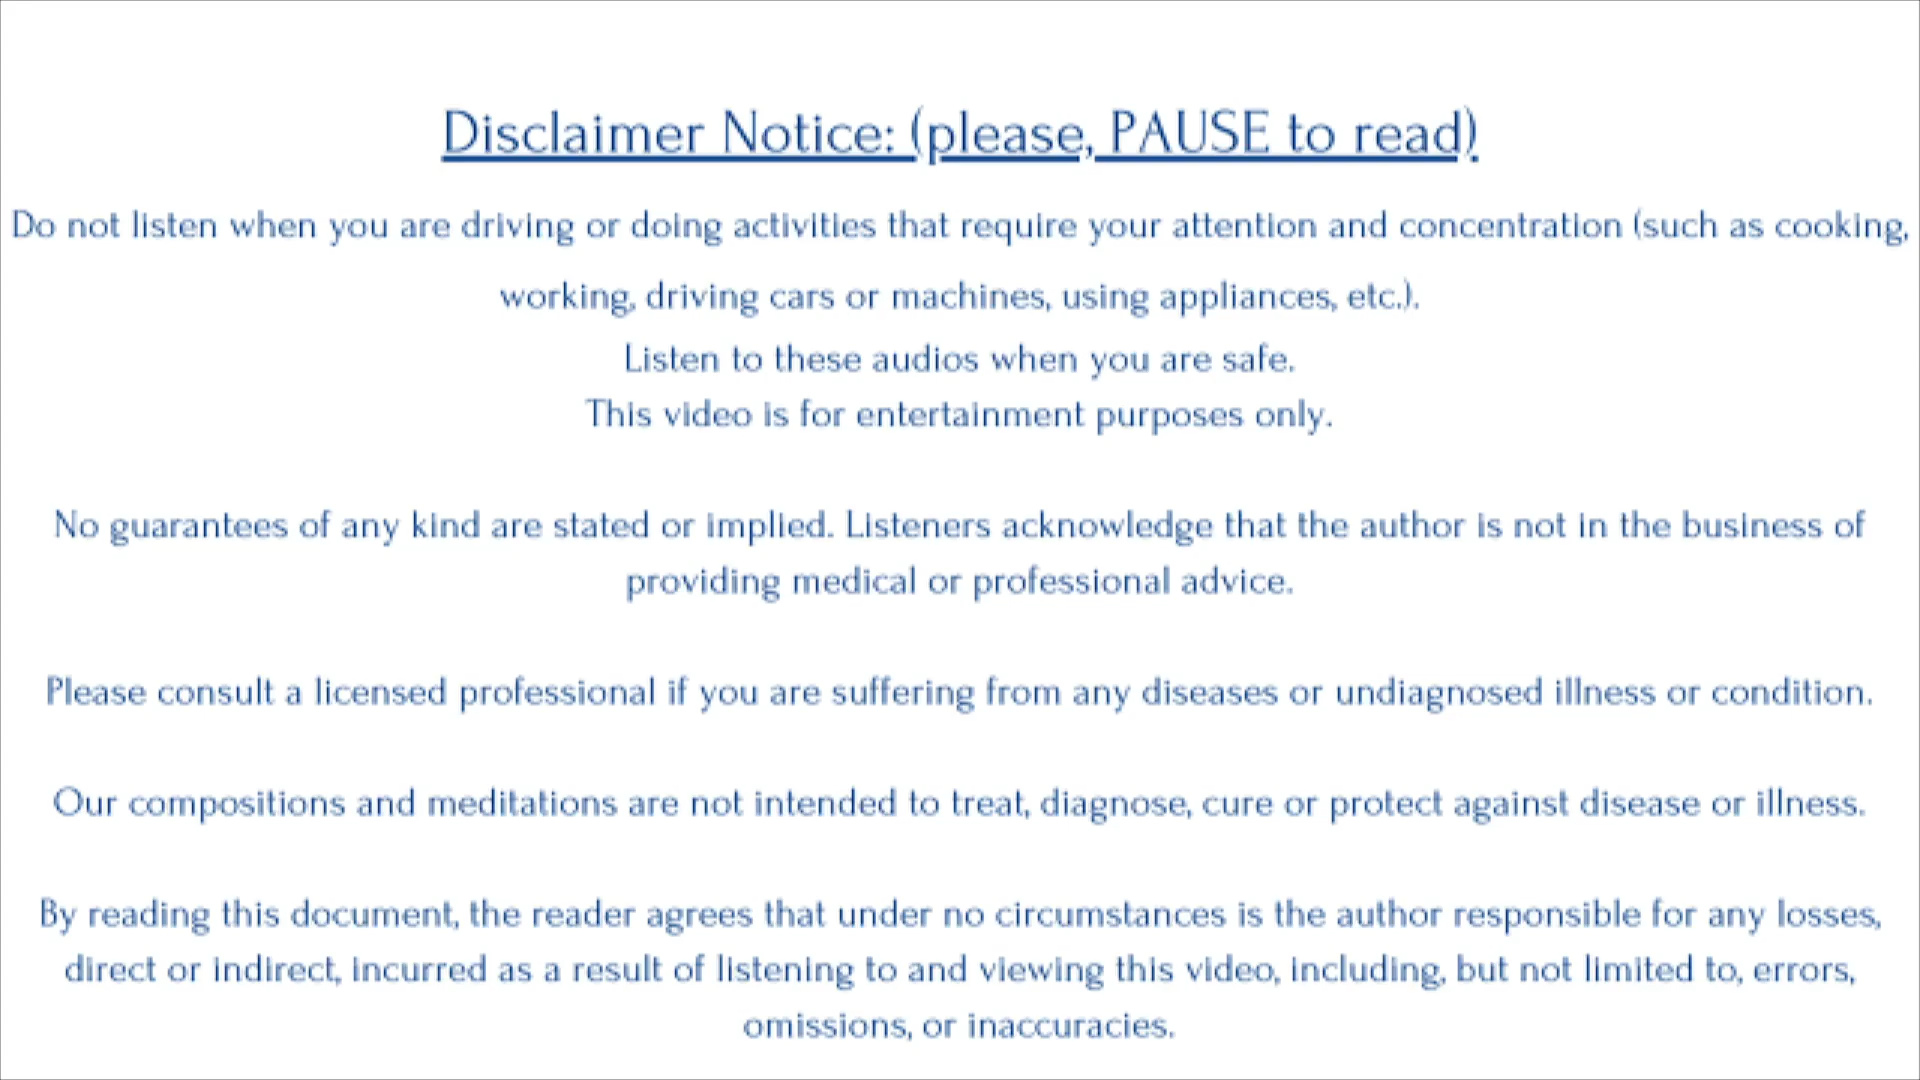 Disclaimer Notice: (please, PAUSE to read)
Do not listen when you are driving or doing activities that require your attention and concentration (such as cooking,
working, driving cars or machines, using appliances, etc.).
Listen to these audios when you are safe.
This video is for entertainment purposes only.
No guarantees of any kind are stated or implied. Listeners acknowledge that the author is not in the business of
providing medical or professional advice.
Please consult a licensed professional if you are suffering from any diseases or undiagnosed illness or condition.
Our compositions and meditations are not intended to treat, diagnose, cure or protect against disease or illness.
By reading this document, the reader agrees that under no circumstances is the author responsible for any losses,
direct or indirect, incurred as a result of listening to and viewing this video, including, but not limited to, errors,
omissions, or inaccuracies.